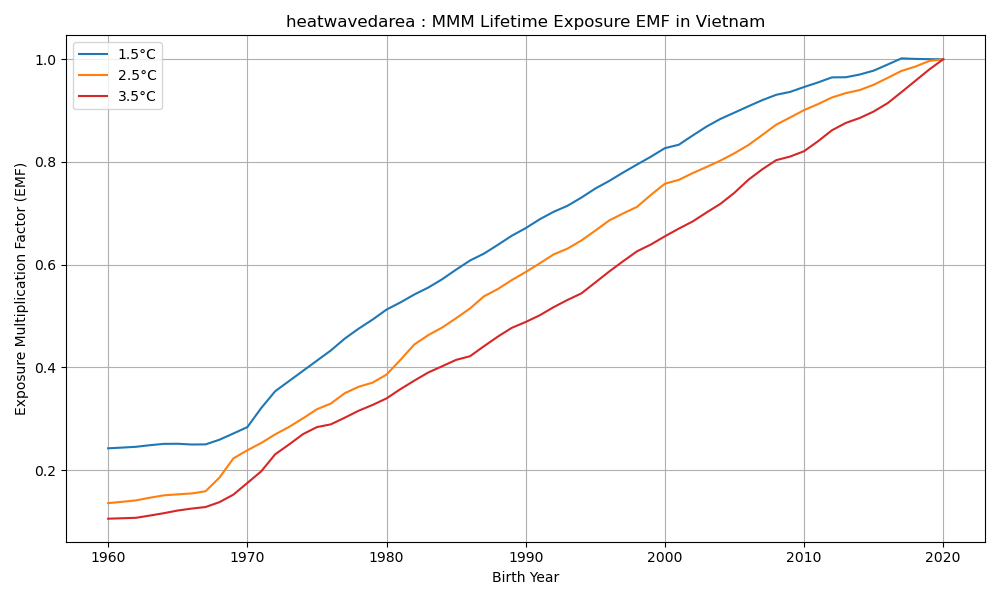 heatwavedarea : MMM Lifetime Exposure EMF in Vietnam
1.5°C
2.5°C
3.5°C
Exposure Multiplication Factor (EMF)
1.0
0.8
0.6
0.4
0.2
1960 1970 1980 1990 2000 2010 2020
Birth Year